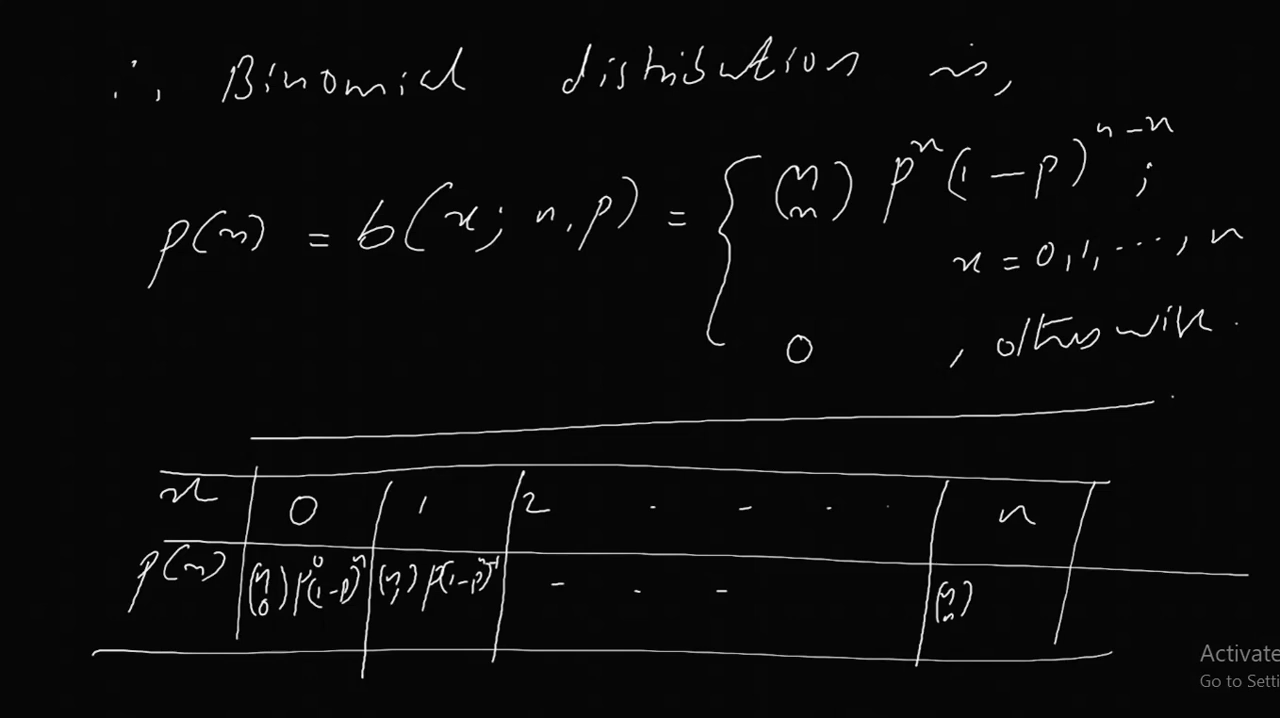 ∴ Binomial distribution is,
p(x) = b(x; n, p) = { (n x) p^x (1 - p)^{n-x} ;
x = 0, 1, ..., n
0 , otherwise.
x 0 1 2 . - . . n
p(x) (n 0) p^0 (1-p)^n (n 1) p(1-p)^{n-1} - . - (n n)
Activate
Go to Setti